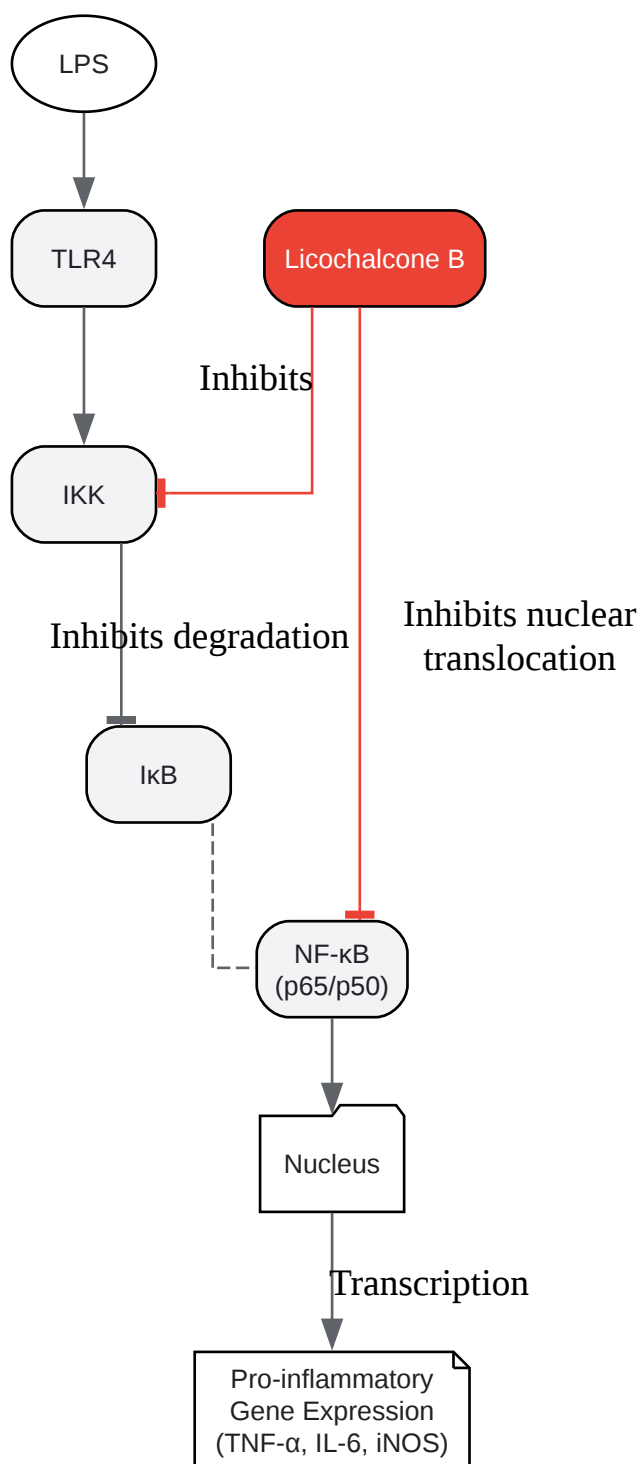 LPS
TLR4
Licochalcone B
Inhibits
IKK
Inhibits degradation
Inhibits nuclear
translocation
IκB
NF-κB
(p65/p50)
Nucleus
Transcription
Pro-inflammatory
Gene Expression
(TNF-α, IL-6, iNOS)